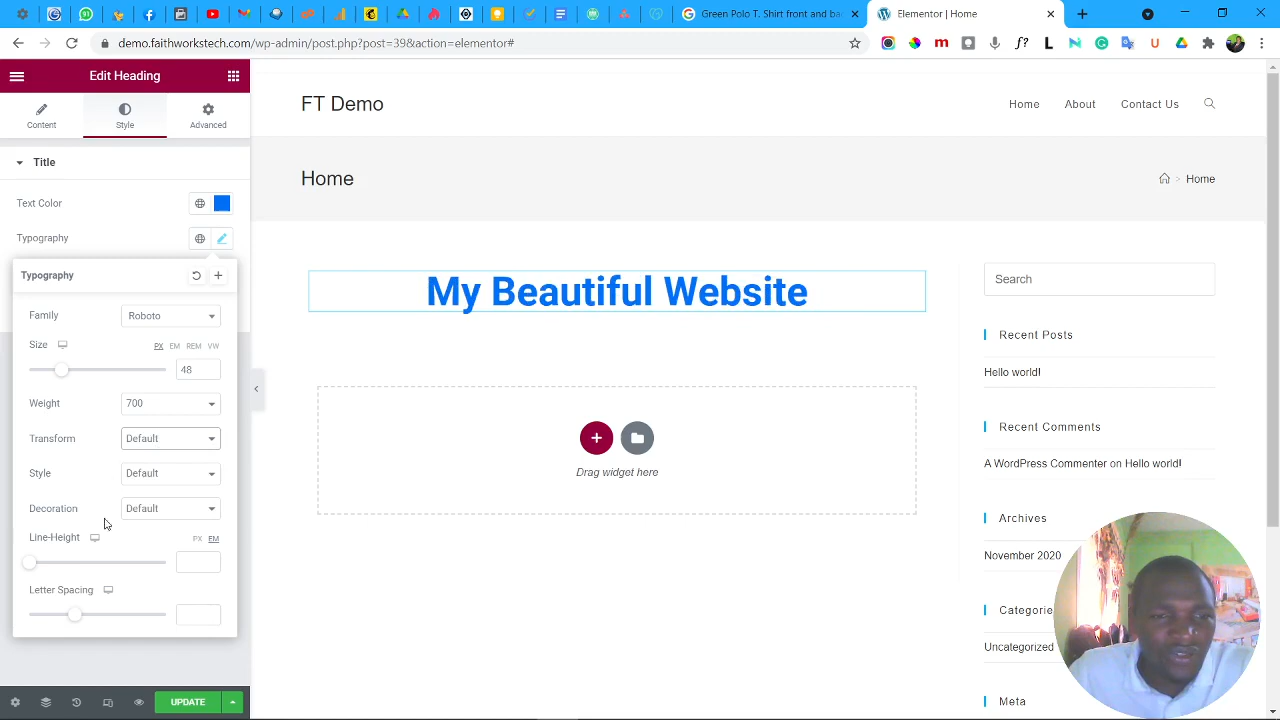 Green Polo T. Shirt front and ba
Elementor | Home
demo.faithworkstech.com/wp-admin/post.php?post=39&action=elementor#
Edit Heading
Content
Style
Advanced
Title
Text Color
Typography
Typography
Family
Roboto
Size
PX EM REM VW
48
Weight
700
Transform
Default
Style
Default
Decoration
Default
Line-Height
PX EM
Letter Spacing
UPDATE
FT Demo
Home
About
Contact Us
Home
> Home
My Beautiful Website
Drag widget here
Search
Recent Posts
Hello world!
Recent Comments
A WordPress Commenter on Hello world!
Archives
November 2020
Categorie
Uncategorized
Meta